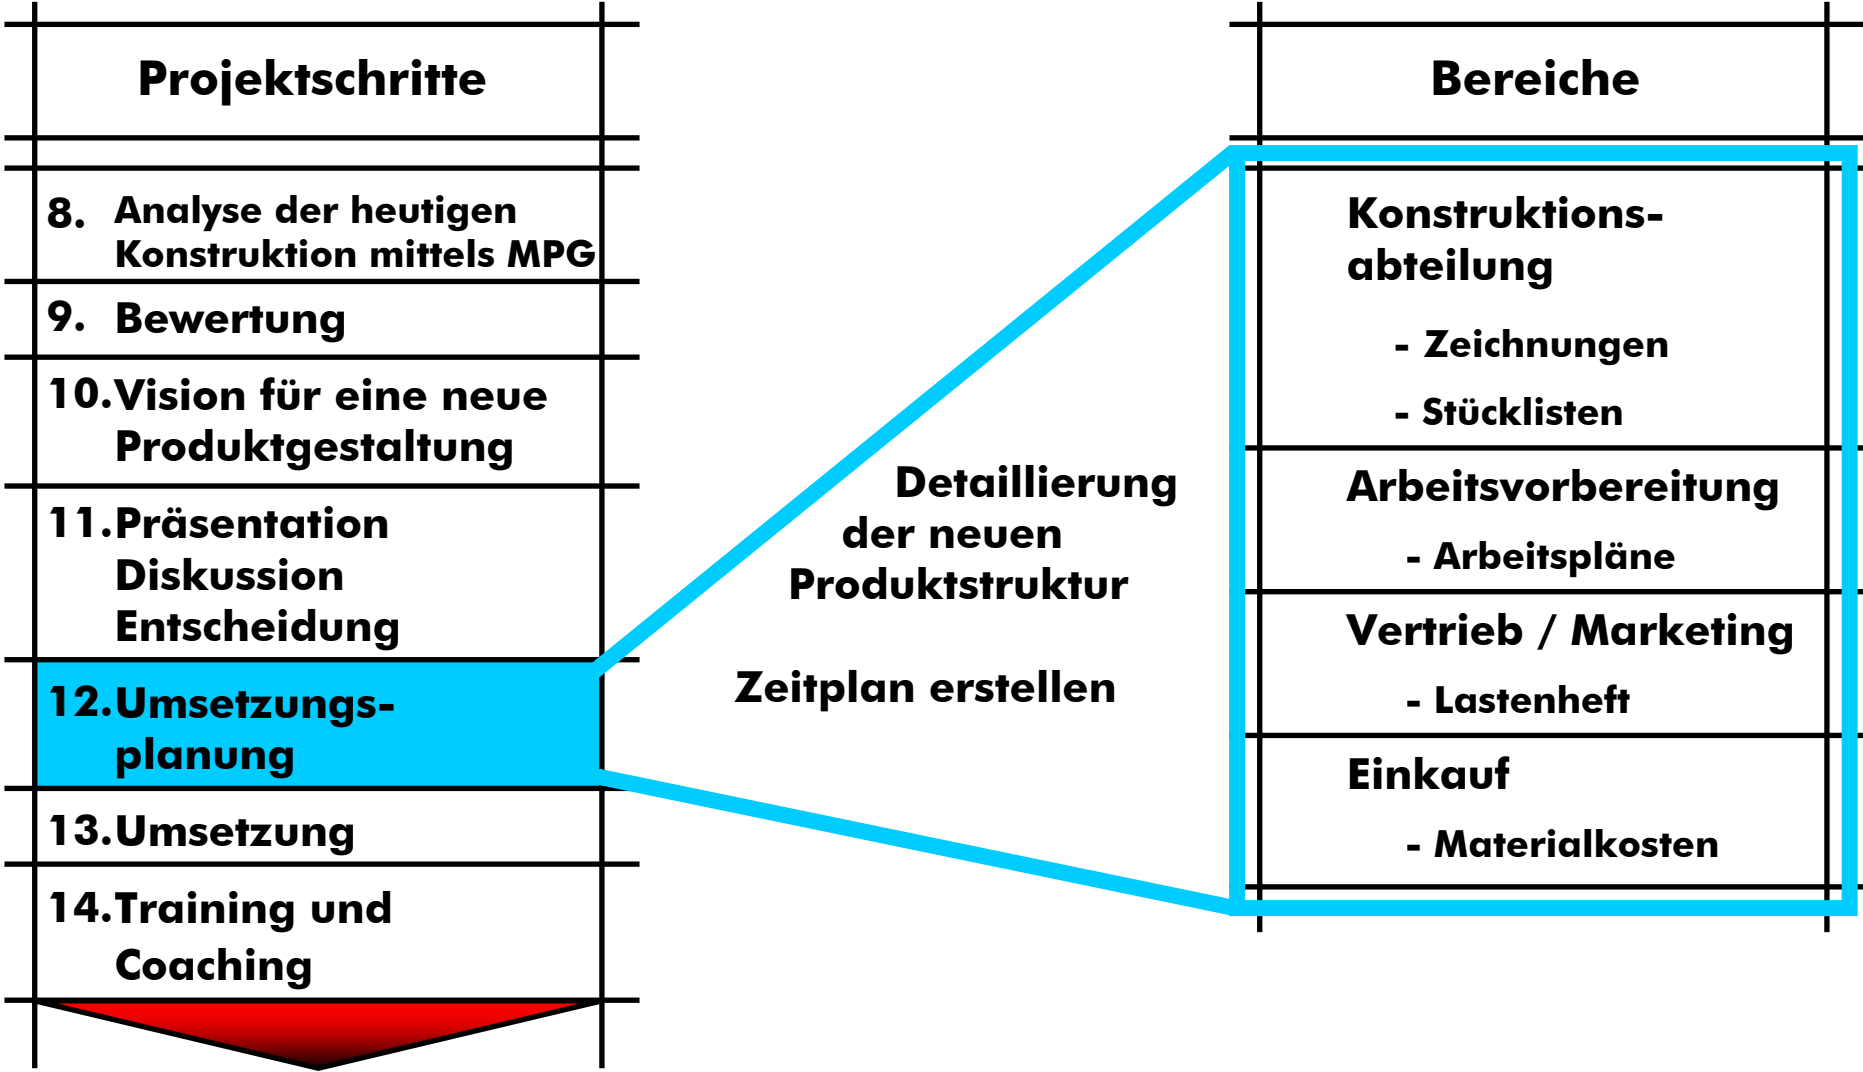 Projektschritte
8. Analyse der heutigen
Konstruktion mittels MPG
9. Bewertung
10. Vision für eine neue
Produktgestaltung
11. Präsentation
Diskussion
Entscheidung
12. Umsetzungs-
planung
13. Umsetzung
14. Training und
Coaching
Detaillierung
der neuen
Produktstruktur
Zeitplan erstellen
Bereiche
Konstruktions-
abteilung
- Zeichnungen
- Stücklisten
Arbeitsvorbereitung
- Arbeitspläne
Vertrieb / Marketing
- Lastenheft
Einkauf
- Materialkosten